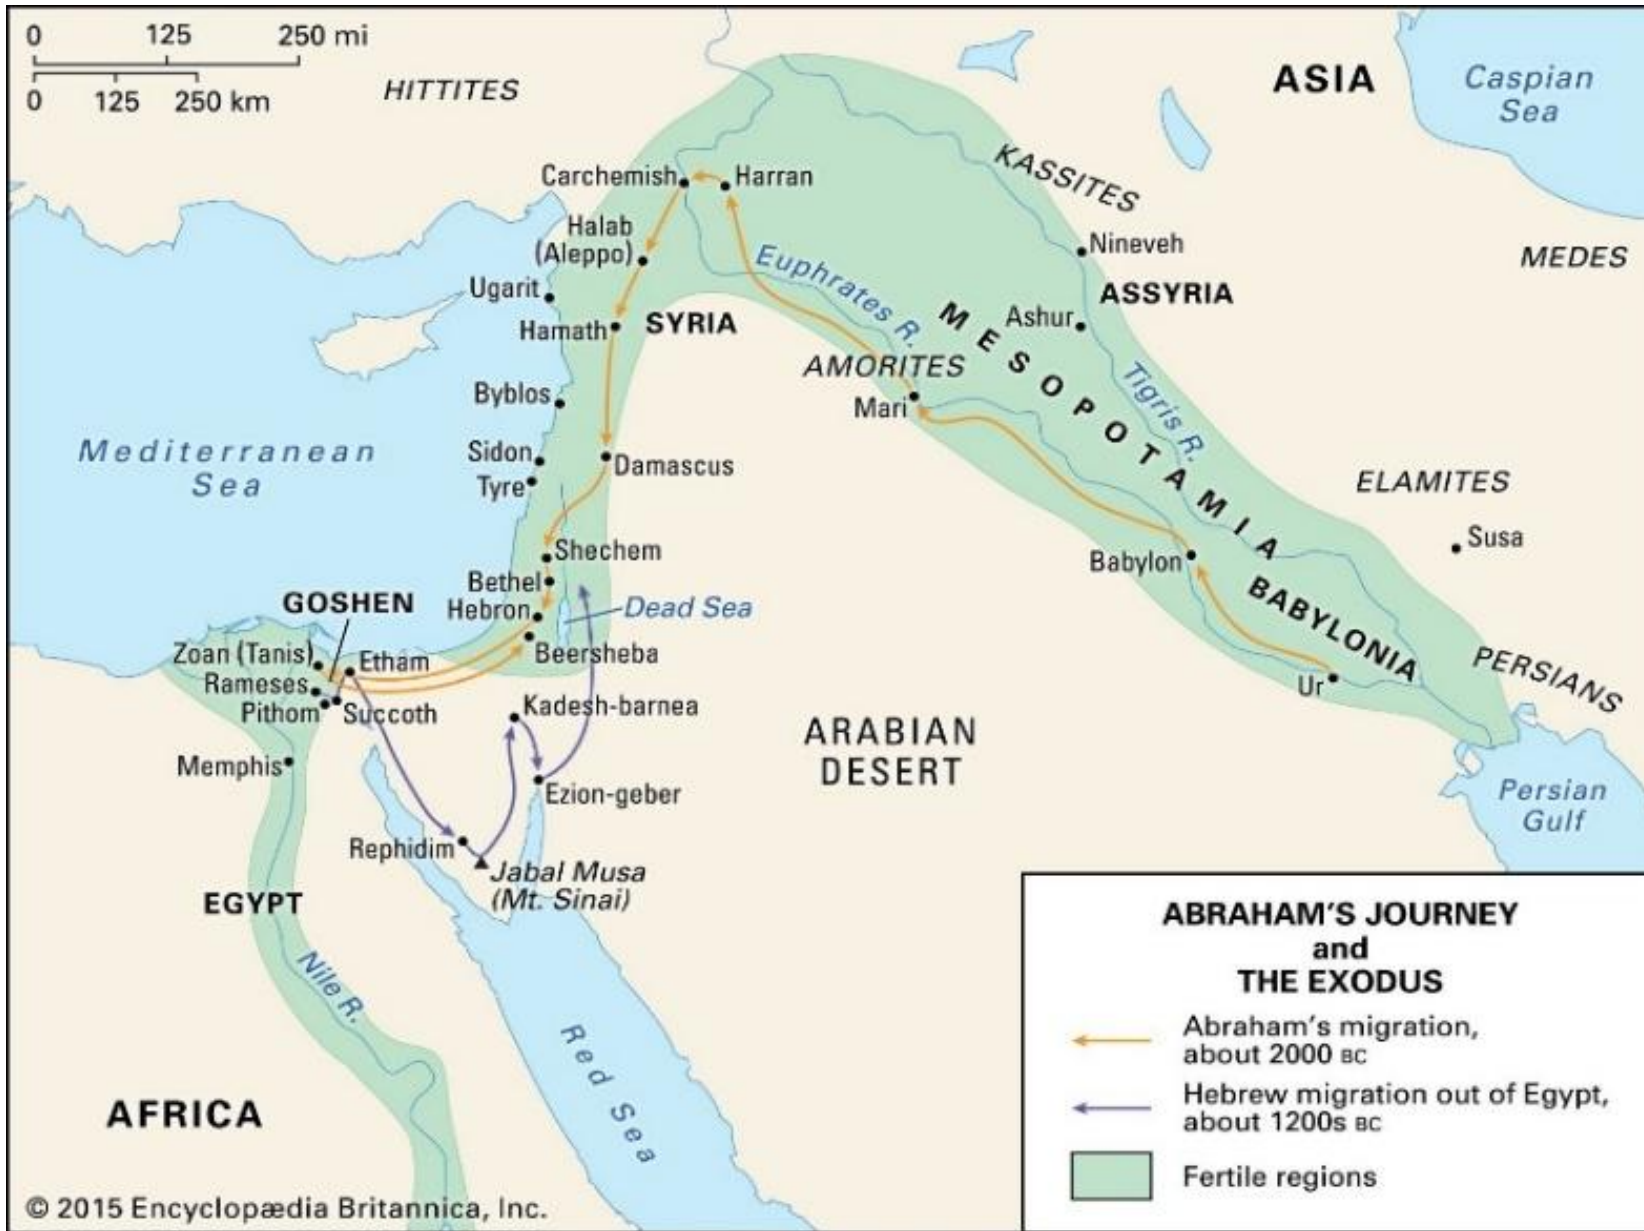 0 125 250 mi
0 125 250 km
HITTITES
ASIA
Caspian
Sea
KASSITES
Carchemish
Harran
Halab
(Aleppo)
Nineveh
MEDES
Euphrates R.
Ugarit
ASSYRIA
Hamath
SYRIA
Ashur
MESOPOTAMIA
AMORITES
Tigris R.
Byblos
Mari
Mediterranean
Sea
Sidon
Damascus
Tyre
ELAMITES
Susa
Shechem
Babylon
Bethel
BABYLONIA
GOSHEN
Hebron
Dead Sea
Zoan (Tanis)
Etham
Beersheba
PERSIANS
Rameses
Ur
Pithom
Succoth
Kadesh-barnea
ARABIAN
DESERT
Memphis
Ezion-geber
Persian
Gulf
Rephidim
Jabal Musa
(Mt. Sinai)
EGYPT
Nile R.
Red Sea
AFRICA
ABRAHAM'S JOURNEY
and
THE EXODUS
Abraham's migration,
about 2000 BC
Hebrew migration out of Egypt,
about 1200s BC
Fertile regions
© 2015 Encyclopædia Britannica, Inc.